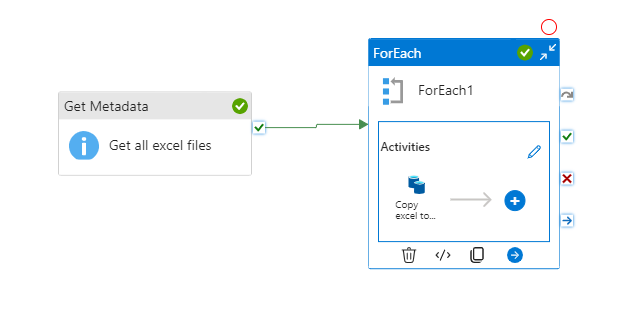 ForEach
Get Metadata
ForEach1
Get all excel files
Activities
Copy
excel to...